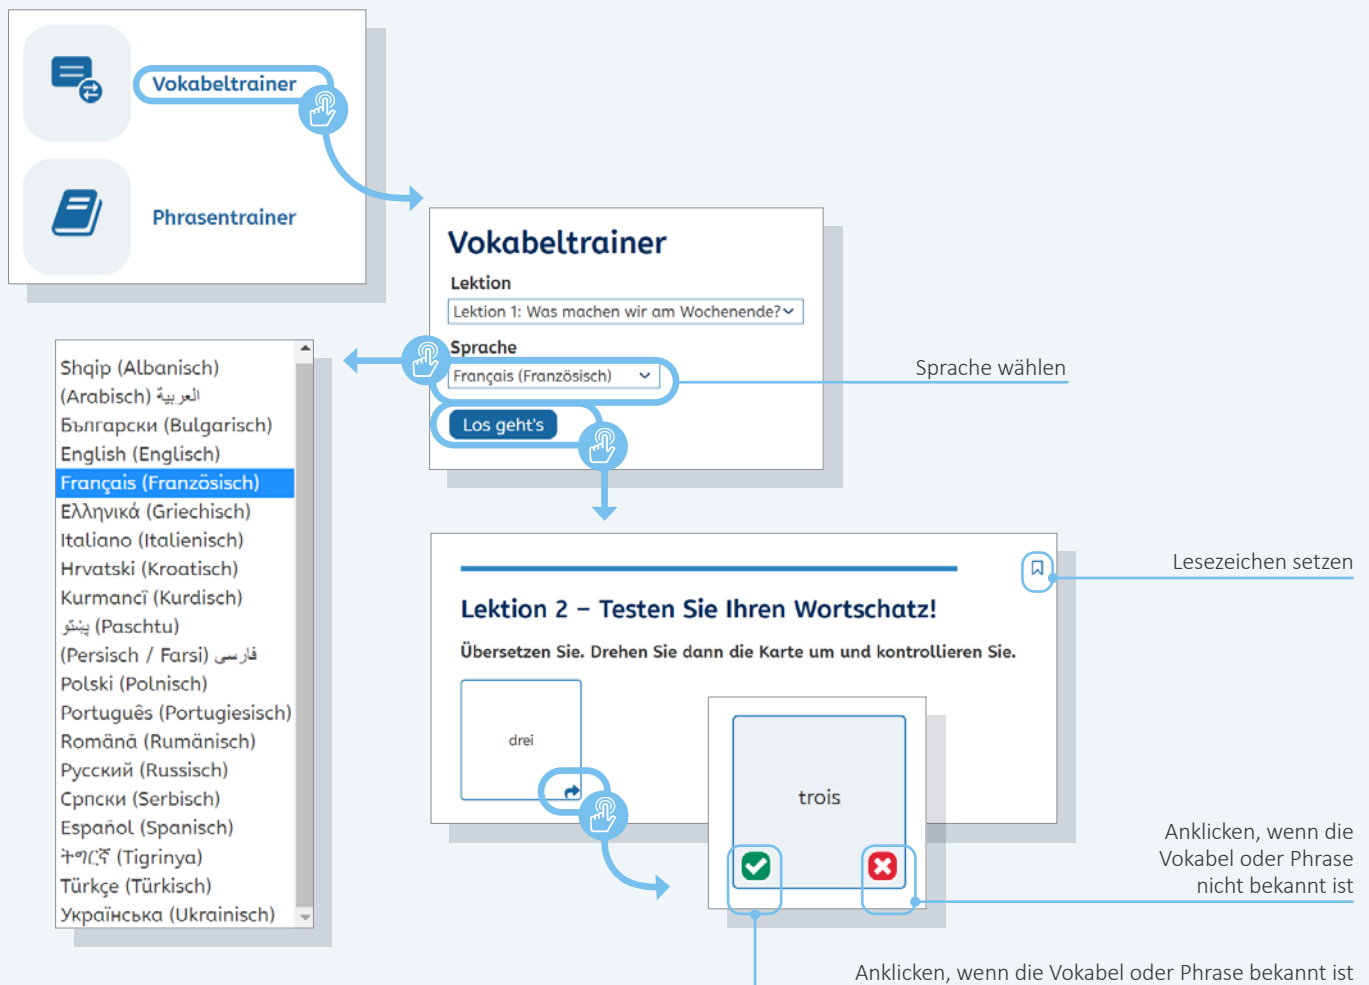 Vokabeltrainer
Phrasentrainer
Vokabeltrainer
Lektion
Lektion 1: Was machen wir am Wochenende?
Sprache
Français (Französisch)
Los geht's
Sprache wählen
Shqip (Albanisch)
العربية (Arabisch)
Български (Bulgarisch)
English (Englisch)
Français (Französisch)
Ελληνικά (Griechisch)
Italiano (Italienisch)
Hrvatski (Kroatisch)
Kurmancî (Kurdisch)
پښتو (Paschtu)
فارسی (Persisch / Farsi)
Polski (Polnisch)
Português (Portugiesisch)
Română (Rumänisch)
Русский (Russisch)
Српски (Serbisch)
Español (Spanisch)
ትግርኛ (Tigrinya)
Türkçe (Türkisch)
Українська (Ukrainisch)
Lesezeichen setzen
Lektion 2 – Testen Sie Ihren Wortschatz!
Übersetzen Sie. Drehen Sie dann die Karte um und kontrollieren Sie.
drei
trois
Anklicken, wenn die
Vokabel oder Phrase
nicht bekannt ist
Anklicken, wenn die Vokabel oder Phrase bekannt ist